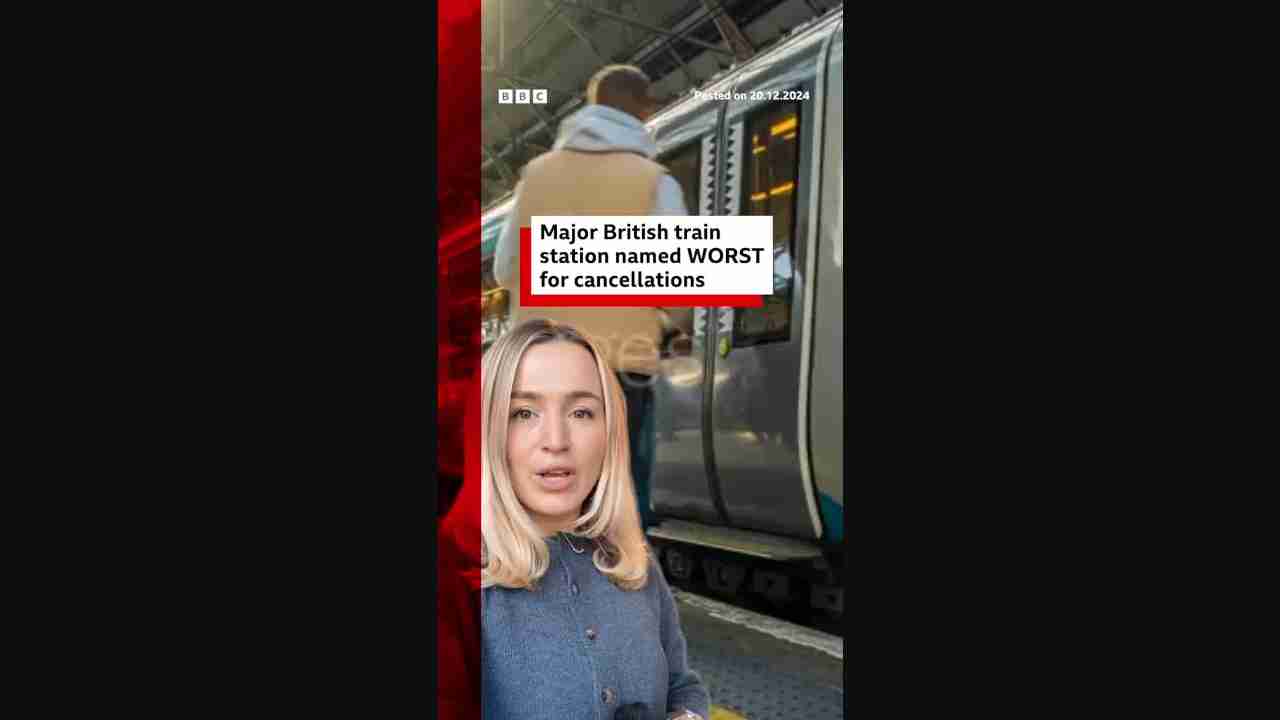 BBC
Posted on 20.12.2024
Major British train
station named WORST
for cancellations